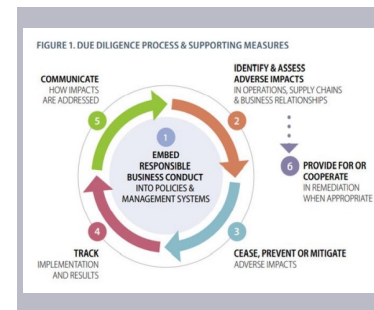 FIGURE 1. DUE DILIGENCE PROCESS & SUPPORTING MEASURES
COMMUNICATE
HOW IMPACTS
ARE ADDRESSED
IDENTIFY & ASSESS
ADVERSE IMPACTS
IN OPERATIONS, SUPPLY CHAINS
& BUSINESS RELATIONSHIPS
5
2
1
EMBED
RESPONSIBLE
BUSINESS CONDUCT
INTO POLICIES &
MANAGEMENT SYSTEMS
6
PROVIDE FOR OR
COOPERATE
IN REMEDIATION
WHEN APPROPRIATE
4
3
TRACK
IMPLEMENTATION
AND RESULTS
CEASE, PREVENT OR MITIGATE
ADVERSE IMPACTS